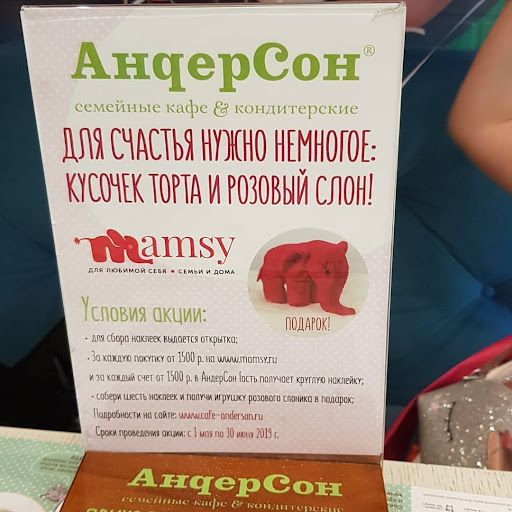 АндерСон®
семейные кафе & кондитерские
ДЛЯ СЧАСТЬЯ НУЖНО НЕМНОГОЕ:
КУСОЧЕК ТОРТА И РОЗОВЫЙ СЛОН!
mamsy
ДЛЯ ЛЮБИМОЙ СЕБЯ • СЕМЬИ И ДОМА
ПОДАРОК!
Условия акции:
• для сбора наклеек выдается открытка;
• За каждую покупку от 1500 р. на www.mamsy.ru
и за каждый счет от 1500 р. в АндерСон Гость получает круглую наклейку;
• собери шесть наклеек и получи игрушку розового слоника в подарок;
Подробности на сайте: www.cafe-anderson.ru
Сроки проведения акции: с 1 мая по 30 июня 2019 г.
АндерСон
семейные кафе & кондитерские